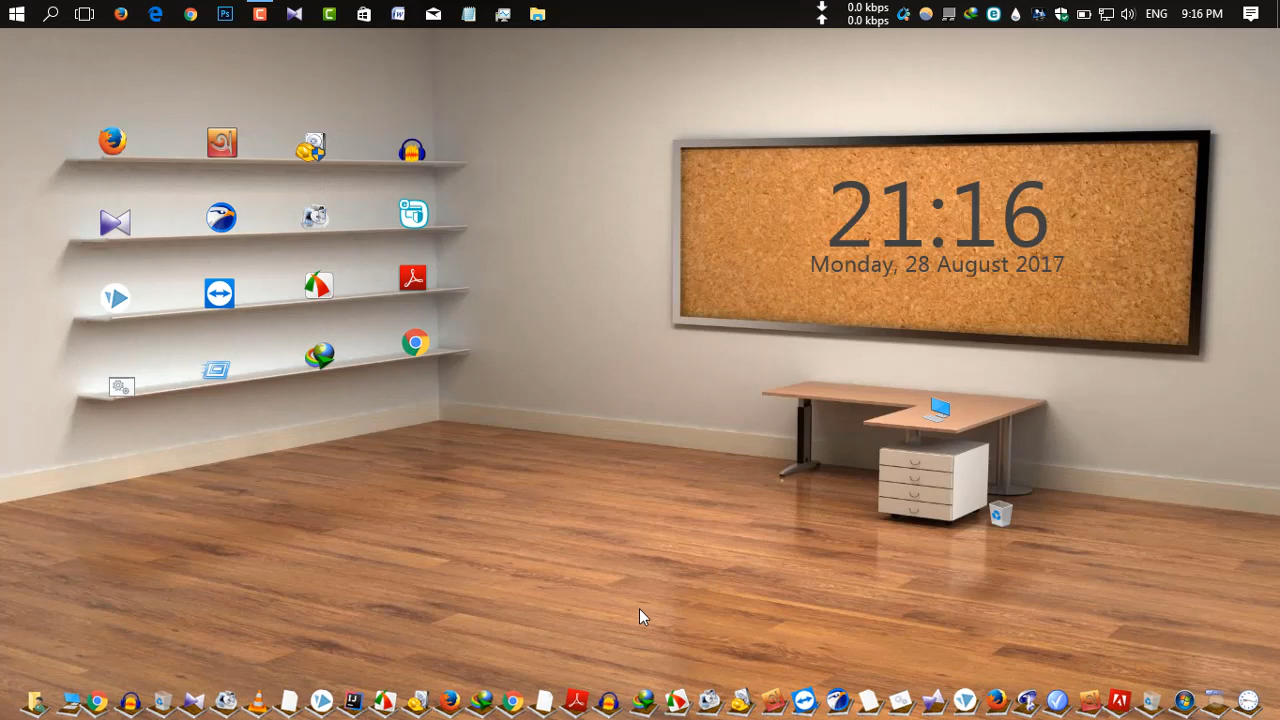 0.0 kbps
0.0 kbps
ENG
9:16 PM
21:16
Monday, 28 August 2017